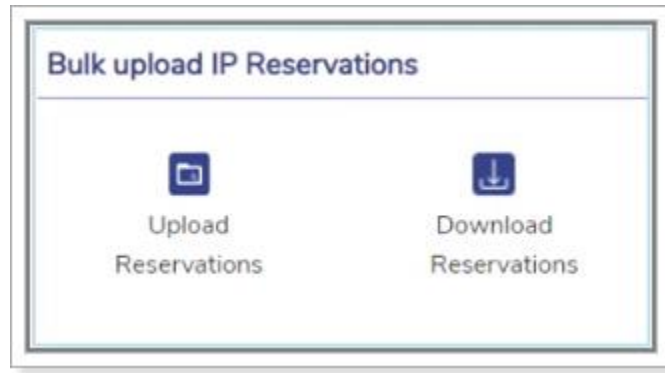 Bulk upload IP Reservations
Upload
Reservations
Download
Reservations